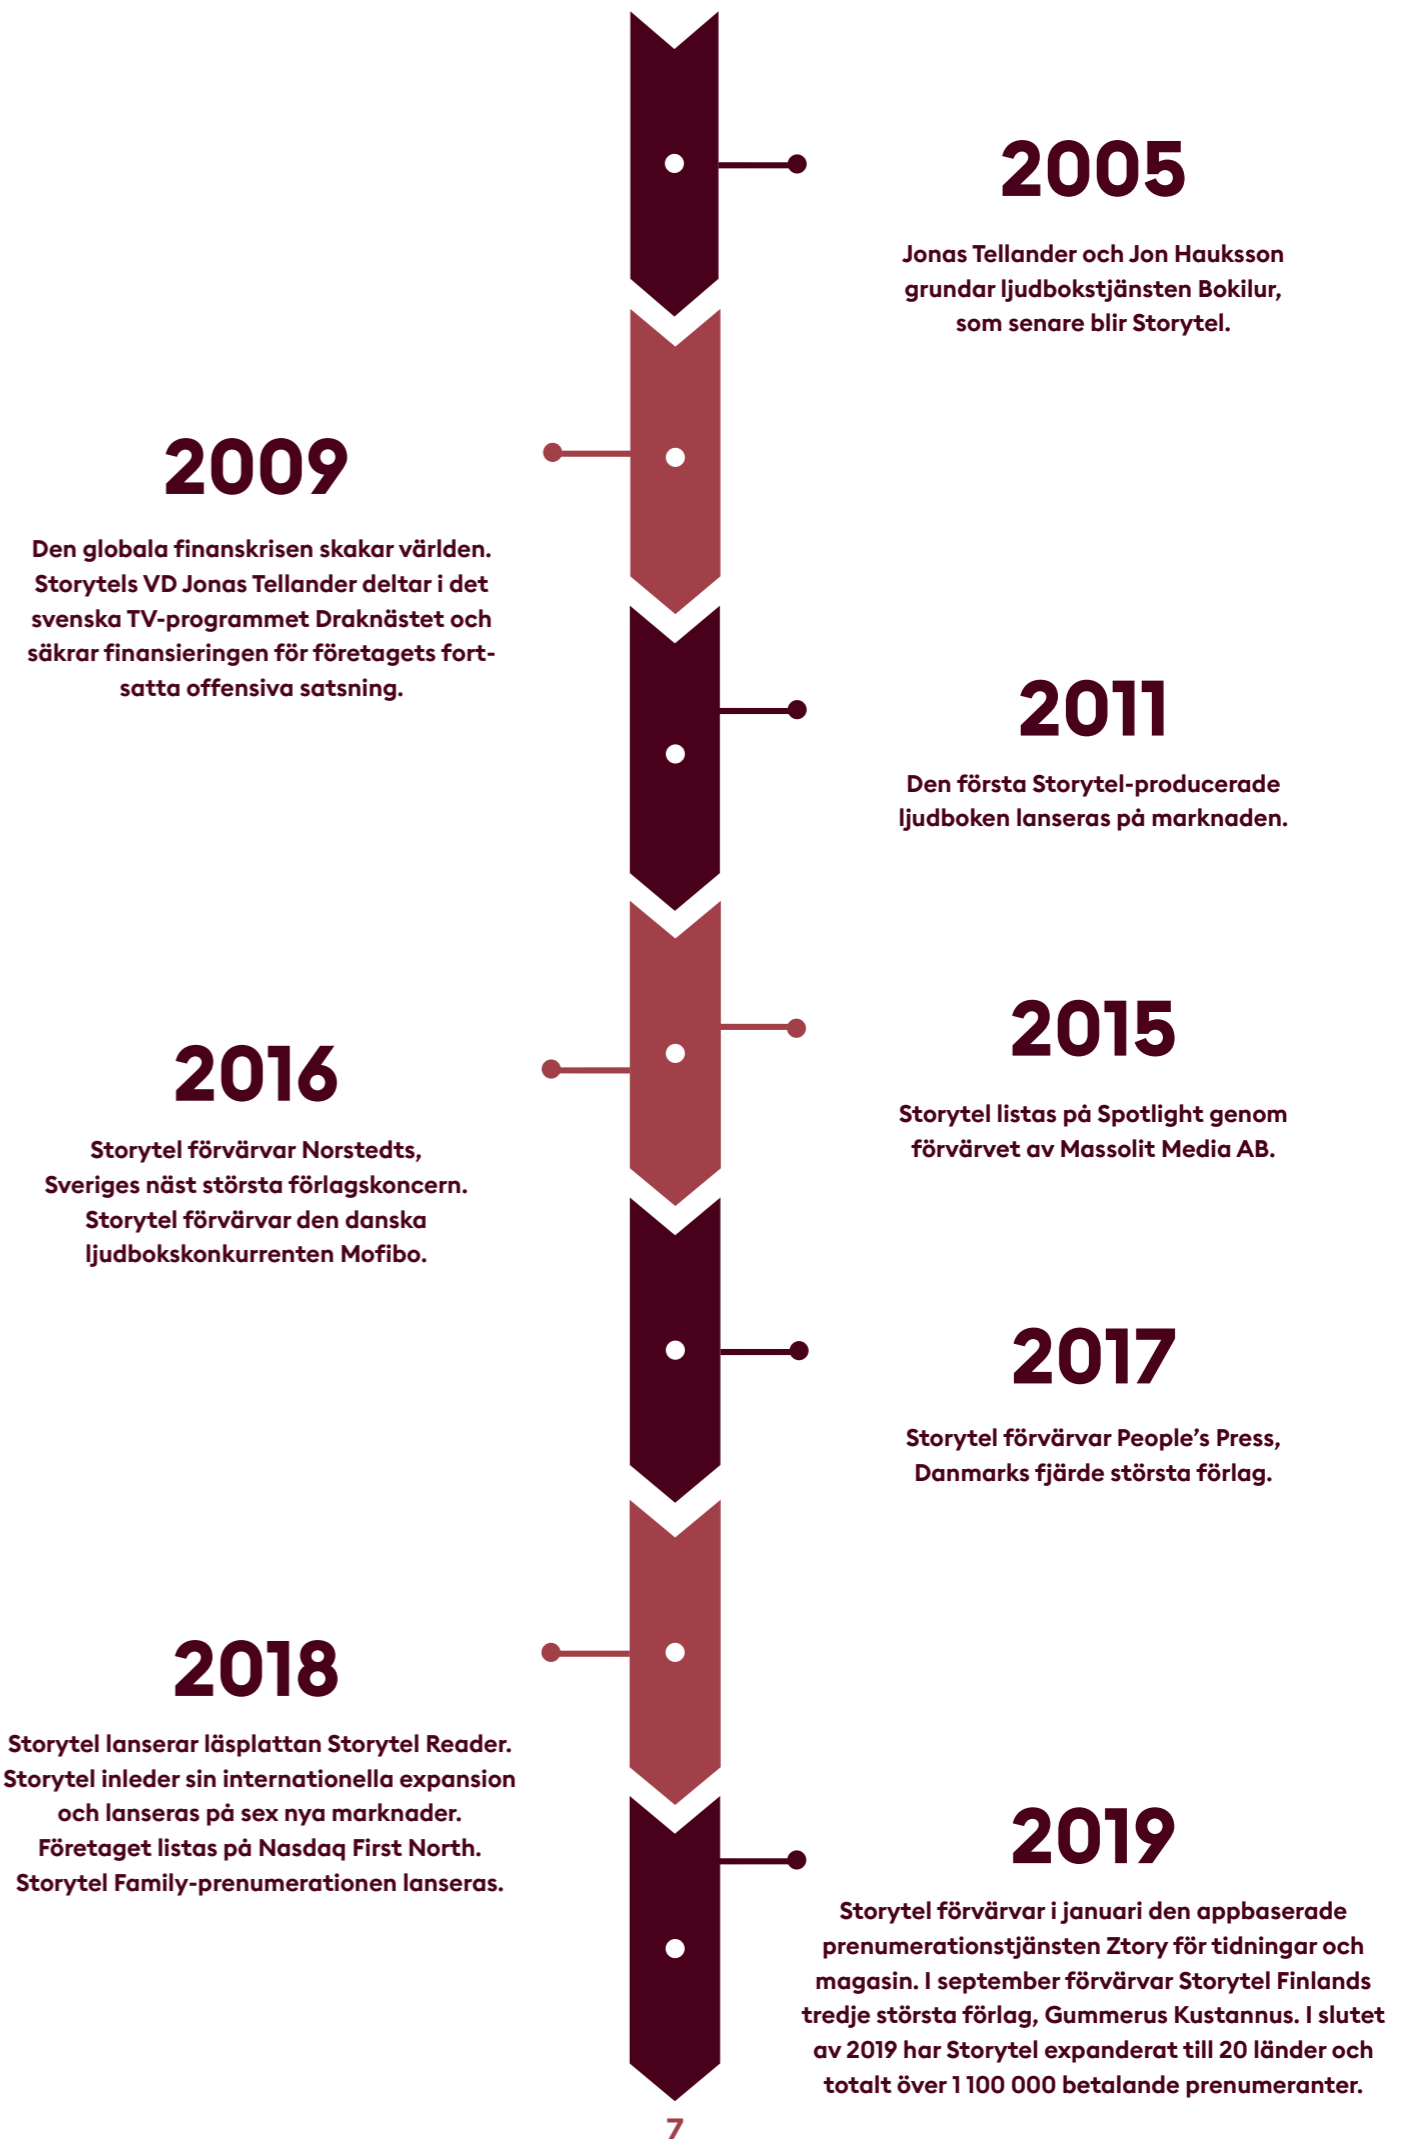 2005
Jonas Tellander och Jon Hauksson
grundar ljudbokstjänsten Bokilur,
som senare blir Storytel.
2009
Den globala finanskrisen skakar världen.
Storytels VD Jonas Tellander deltar i det
svenska TV-programmet Draknästet och
säkrar finansieringen för företagets fort-
satta offensiva satsning.
2011
Den första Storytel-producerade
ljudboken lanseras på marknaden.
2015
Storytel listas på Spotlight genom
förvärvet av Massolit Media AB.
2016
Storytel förvärvar Norstedts,
Sveriges näst största förlagskoncern.
Storytel förvärvar den danska
ljudbokskonkurrenten Mofibo.
2017
Storytel förvärvar People’s Press,
Danmarks fjärde största förlag.
2018
Storytel lanserar läsplattan Storytel Reader.
Storytel inleder sin internationella expansion
och lanseras på sex nya marknader.
Företaget listas på Nasdaq First North.
Storytel Family-prenumerationen lanseras.
2019
Storytel förvärvar i januari den appbaserade
prenumerationstjänsten Ztory för tidningar och
magasin. I september förvärvar Storytel Finlands
tredje största förlag, Gummerus Kustannus. I slutet
av 2019 har Storytel expanderat till 20 länder och
totalt över 1 100 000 betalande prenumeranter.
7